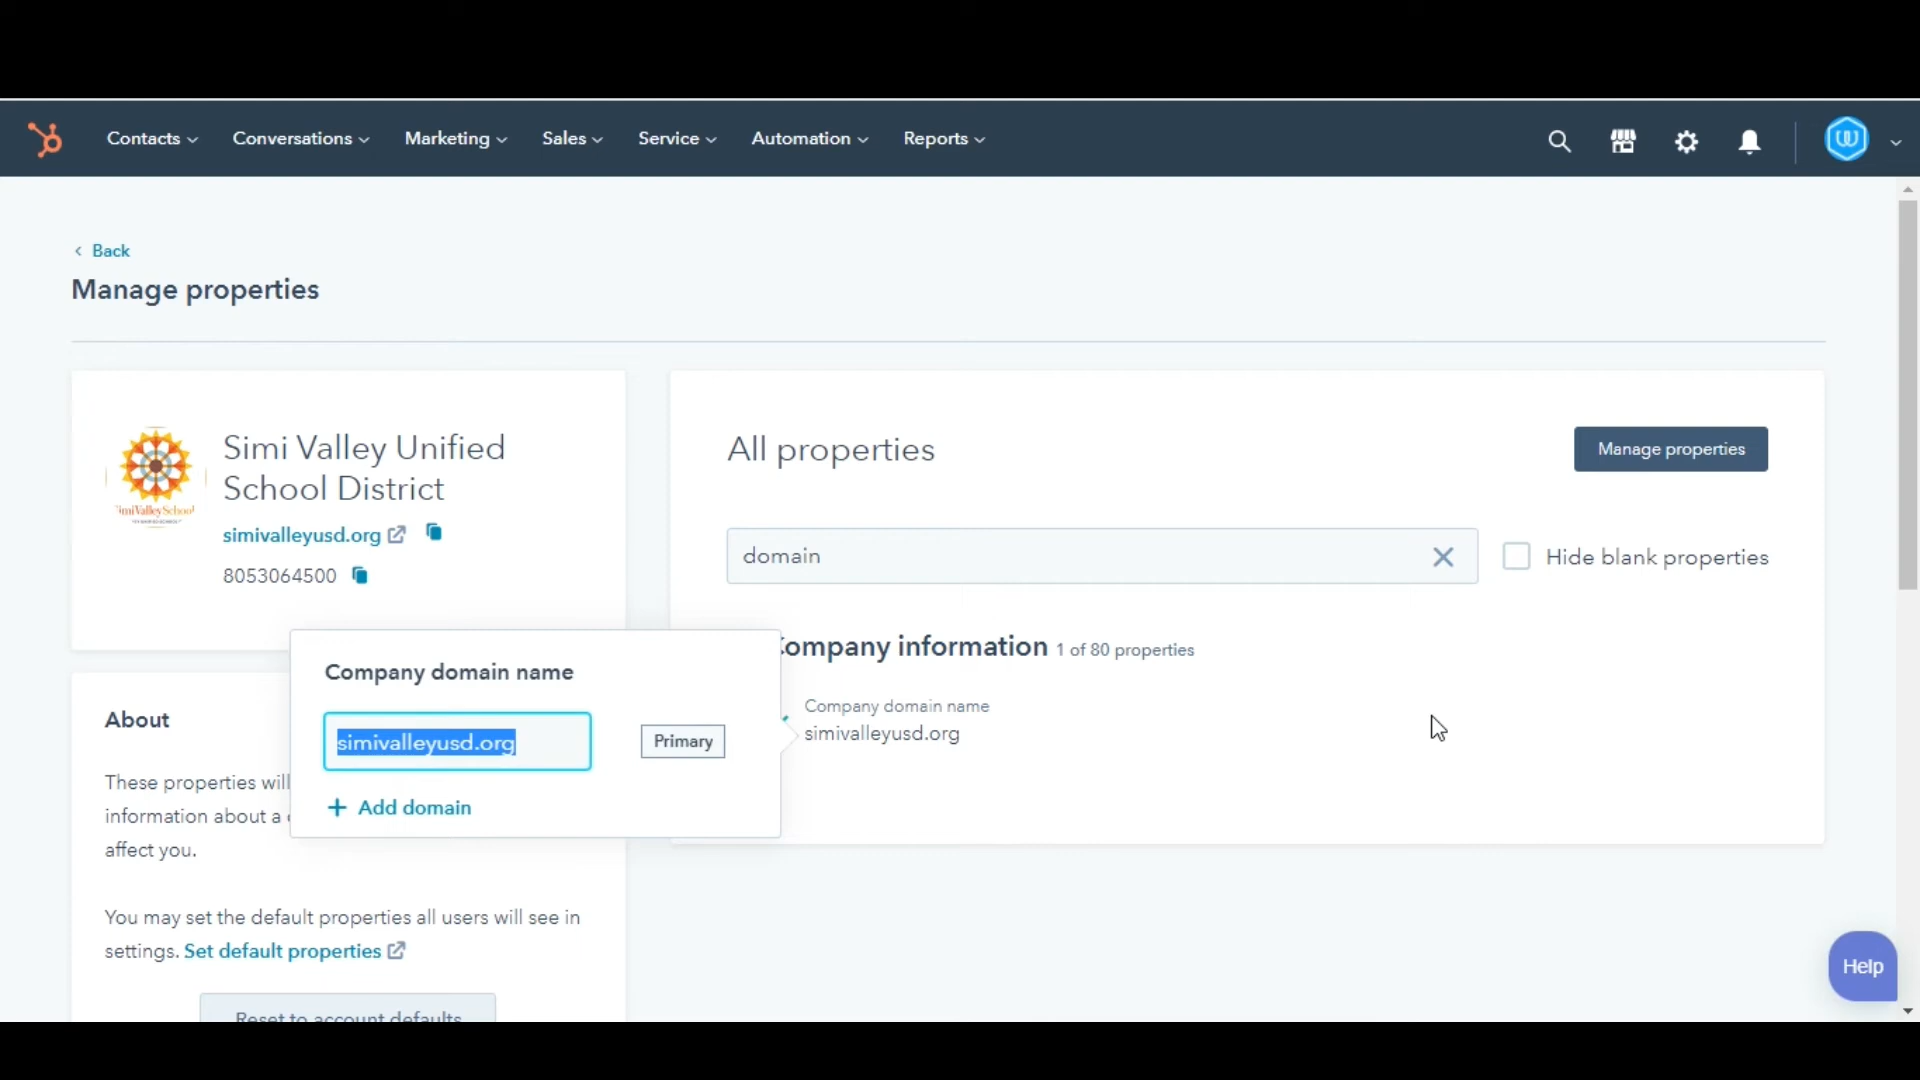 Contacts Conversations Marketing Sales Service Automation Reports
Back
Manage properties
Simi Valley Unified
School District
simivalleyusd.org
8053064500
About
These properties will
information about a
affect you.
You may set the default properties all users will see in
settings. Set default properties
Reset to account defaults
Company domain name
simivalleyusd.org Primary
+ Add domain
All properties
Manage properties
domain
Hide blank properties
ompany information 1 of 80 properties
Company domain name
simivalleyusd.org
Help